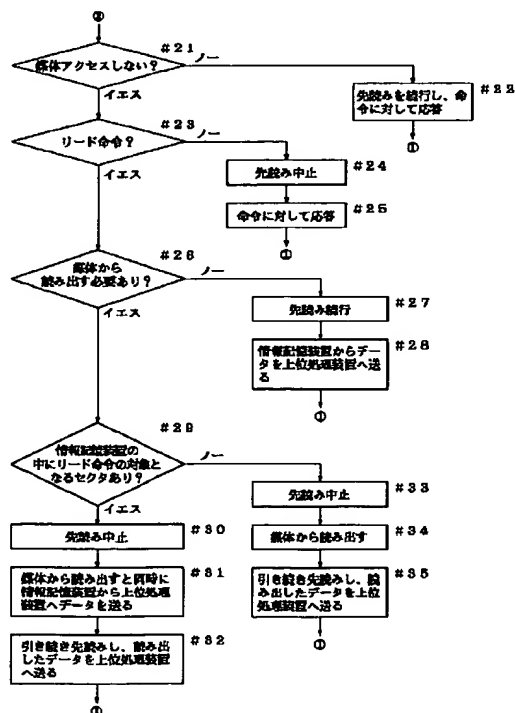 ②
#21
媒体アクセスしない？
ノー
イエス
先読みを続行し、命
令に対して応答
#22
①
#23
リード命令？
ノー
イエス
先読み中止
#24
命令に対して応答
#25
①
#26
媒体から
読み出す必要あり？
ノー
イエス
先読み続行
#27
情報記憶装置からデー
タを上位処理装置へ送
る
#28
①
#29
情報記憶装置の
中にリード命令の対象と
なるセクタあり？
ノー
イエス
先読み中止
#30
媒体から読み出すと同時に
情報記憶装置から上位処理
装置へデータを送る
#31
引き続き先読みし、読み出
したデータを上位処理装置
へ送る
#32
①
先読み中止
#33
媒体から読み出す
#34
引き続き先読みし、読
み出したデータを上位
処理装置へ送る
#35
①